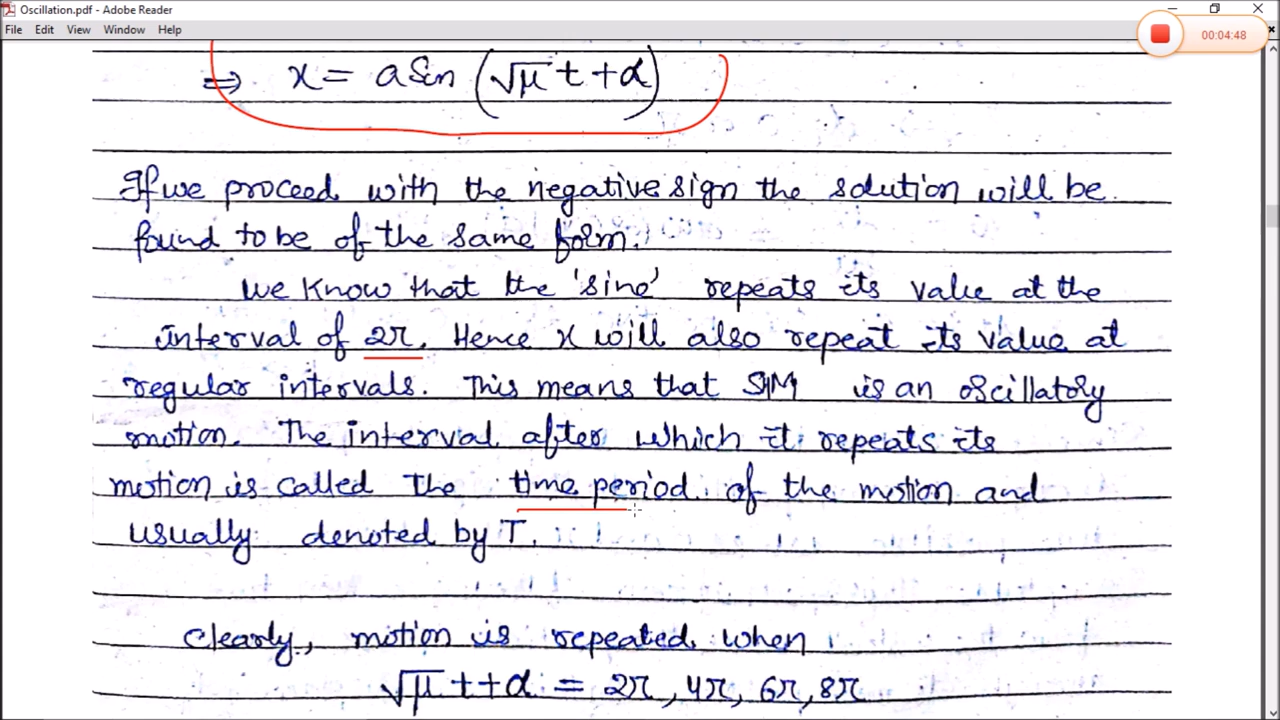 Oscillation.pdf - Adobe Reader
File Edit View Window Help
00:04:48
⇒ x = a Sin (√μ t + α)
If we proceed with the negative sign the solution will be
found to be of the same form.
We know that the 'sine' repeats its value at the
interval of 2π. Hence x will also repeat its value at
regular intervals. This means that SHM is an oscillatory
motion. The interval after which it repeats its
motion is called the time period of the motion and
usually denoted by T.
Clearly, motion is repeated when
√μ t + α = 2π, 4π, 6π, 8π